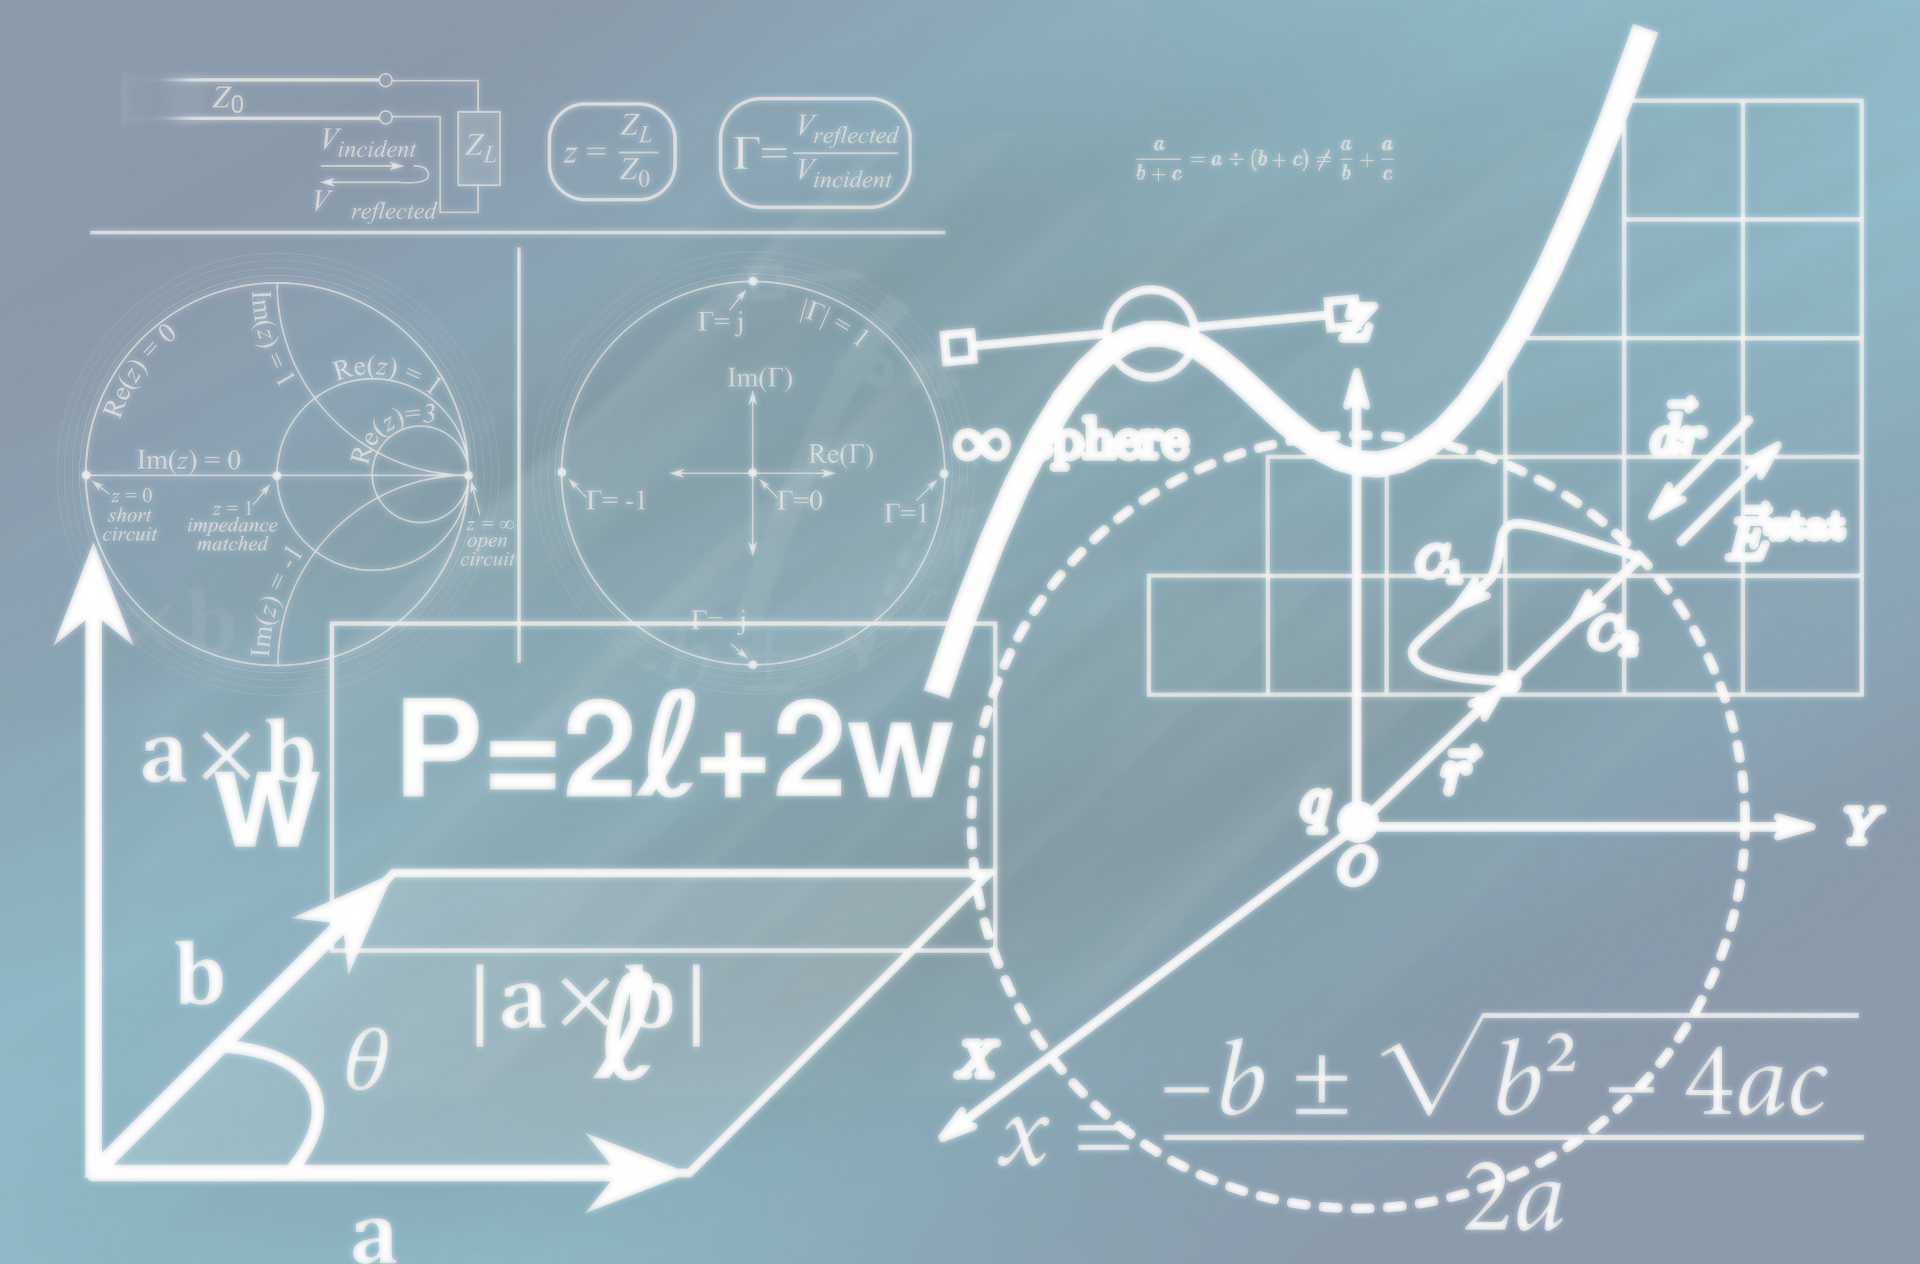 Z0
Vincident
V reflected
ZL
z = ZL/Z0
Γ= Vreflected/Vincident
a/(b + c) = a ÷ (b + c) ≠ a/b + a/c
Re(z) = 0
Im(z) = 1
Re(z) = 1
Re(z)=3
Im(z) = 0
z = 0
short
circuit
z = 1
impedance
matched
z = ∞
open
circuit
Im(z) = -1
Γ= j
|Γ| = 1
Im(Γ)
Re(Γ)
Γ= -1
Γ=0
Γ=1
Γ= -j
∞ sphere
Z
dr
E stat
C1
C2
r
q
O
Y
X
a×b
w
P=2ℓ+2w
b
θ
|a×b|
ℓ
a
x = (–b ± √b² – 4ac)/2a